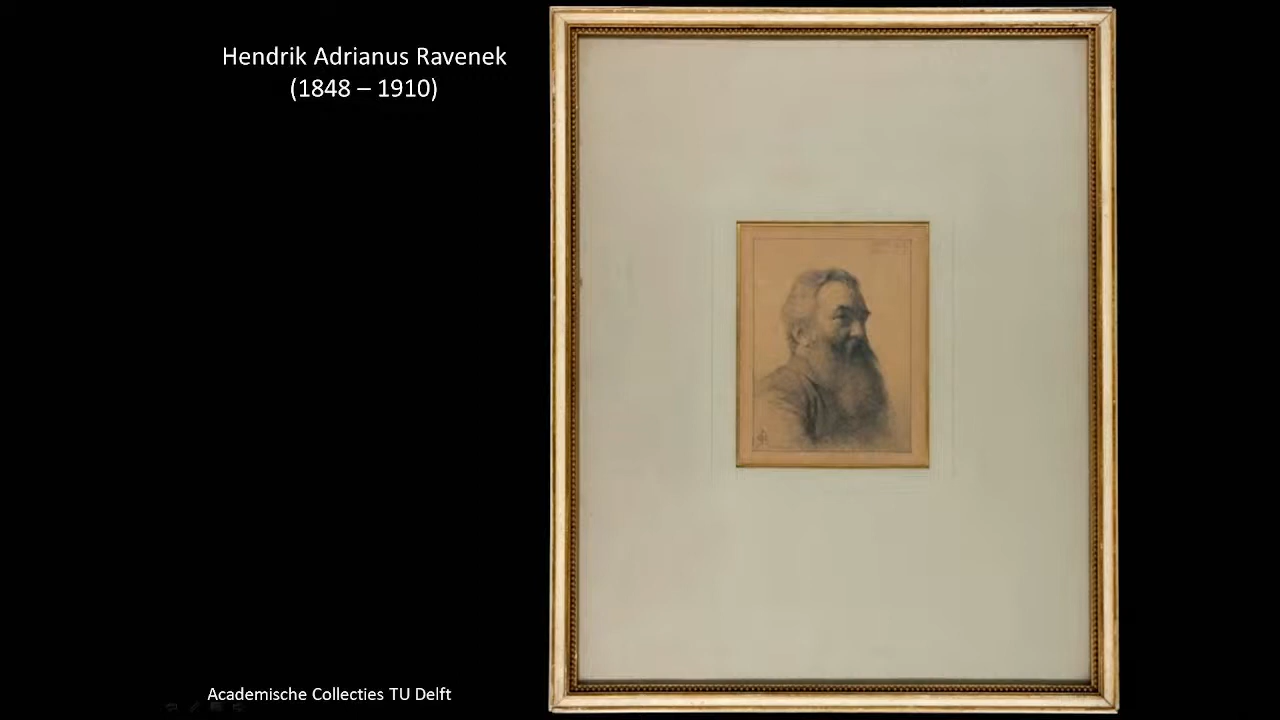 Hendrik Adrianus Ravenek
(1848 – 1910)
Academische Collecties TU Delft